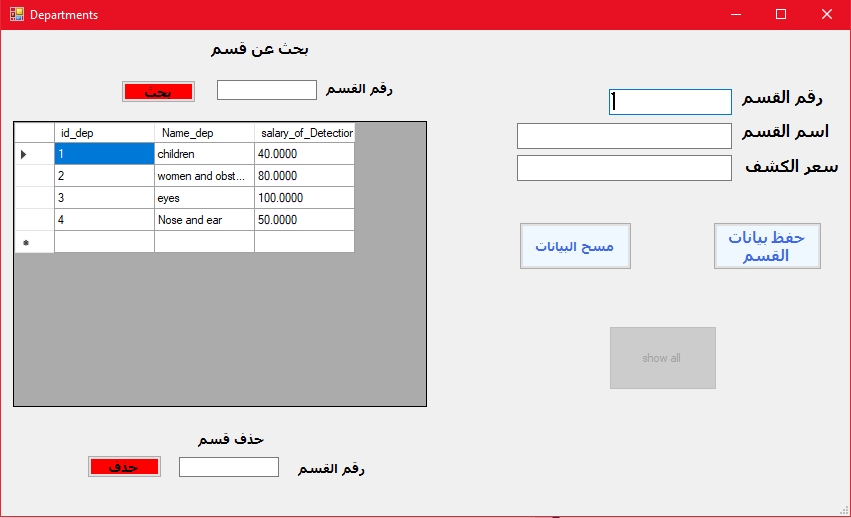 Departments
بحث عن قسم
رقم القسم
بحث
رقم القسم
اسم القسم
سعر الكشف
id_dep Name_dep salary_of_Detection
1 children 40.0000
2 women and obst... 80.0000
3 eyes 100.0000
4 Nose and ear 50.0000
حفظ بيانات
القسم
مسح البيانات
show all
حذف قسم
رقم القسم
حذف